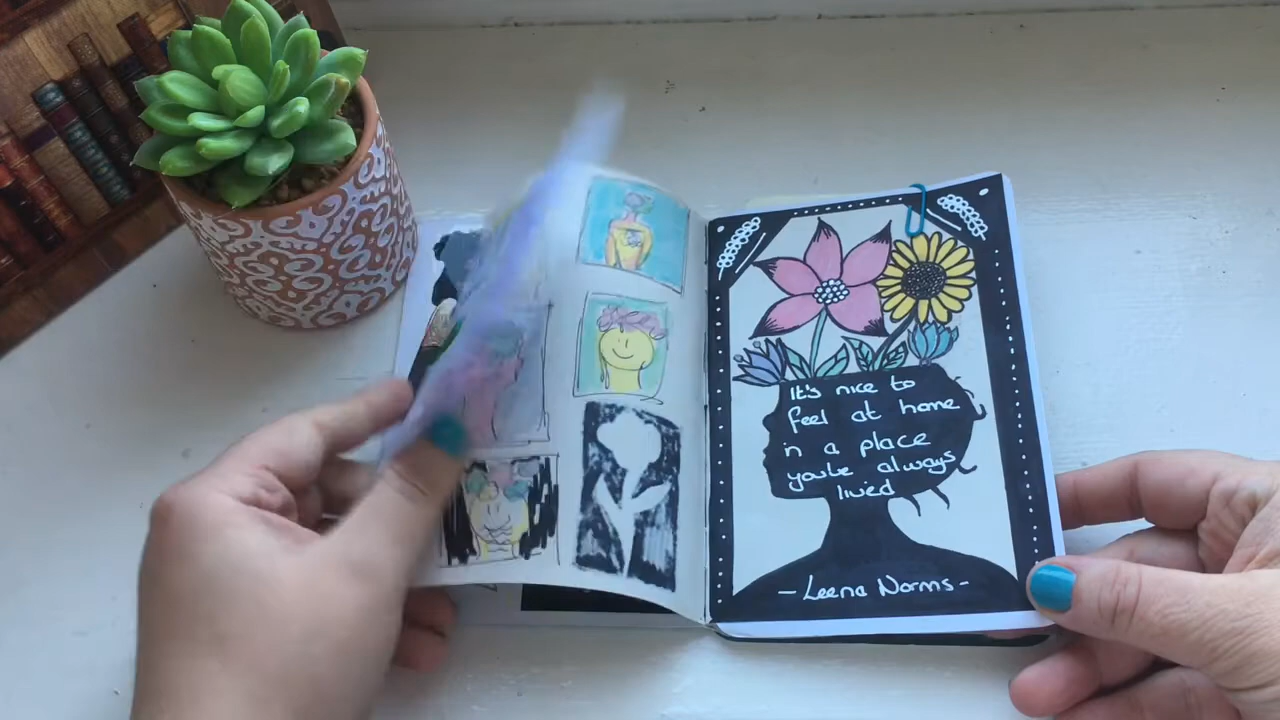 It's nice to
feel at home
in a place
you've always
lived
- Leena Norms -